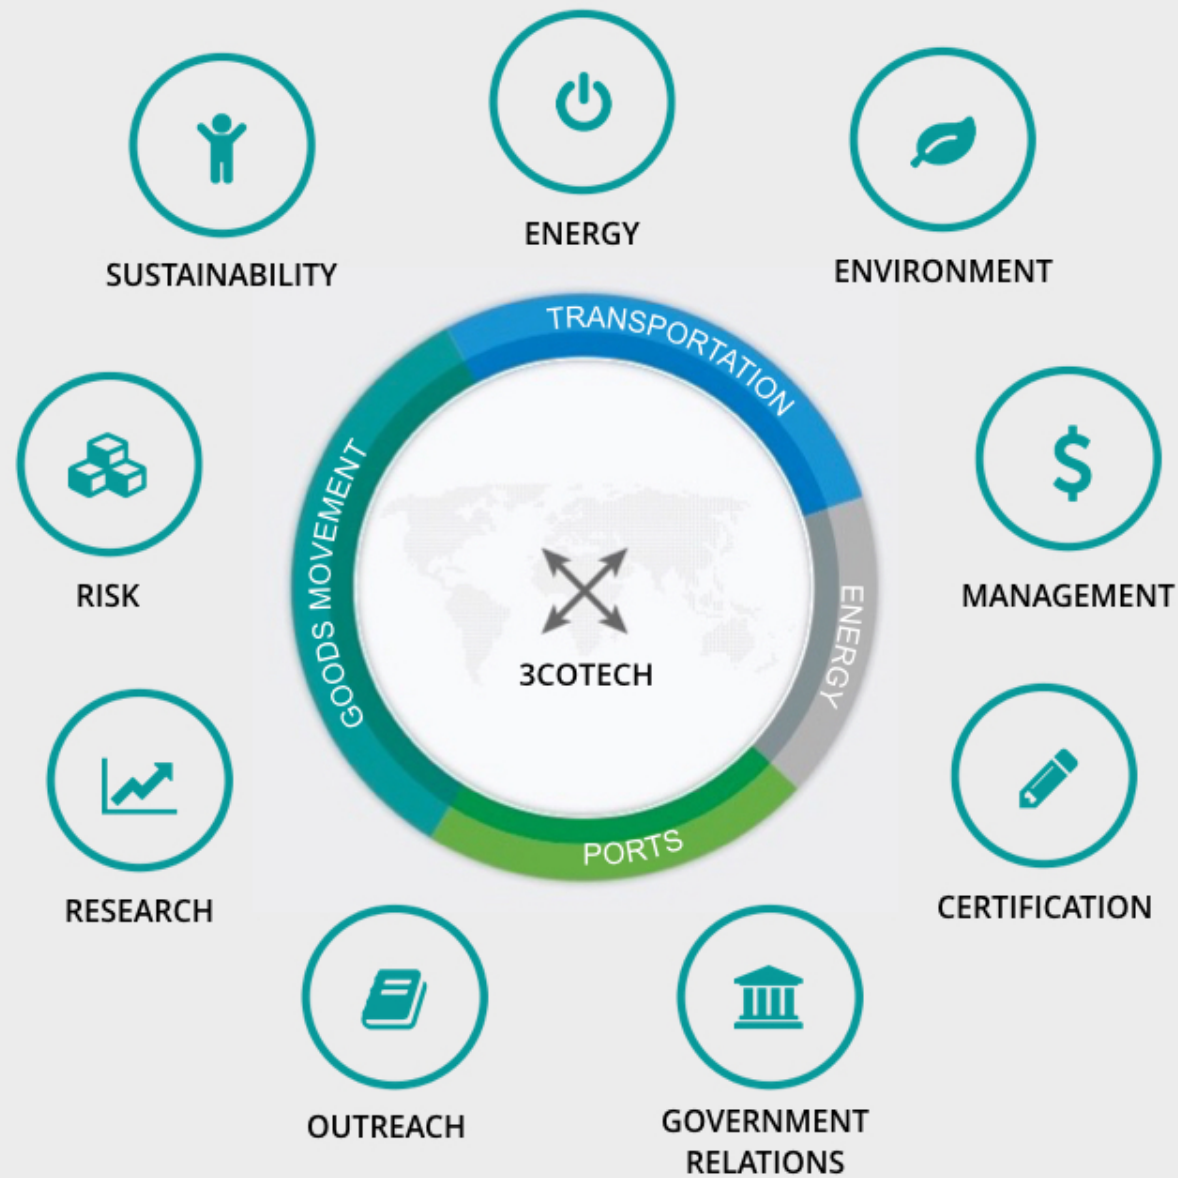 ENERGY
SUSTAINABILITY
ENVIRONMENT
TRANSPORTATION
GOODS MOVEMENT
ENERGY
PORTS
3COTECH
RISK
MANAGEMENT
RESEARCH
CERTIFICATION
OUTREACH
GOVERNMENT
RELATIONS